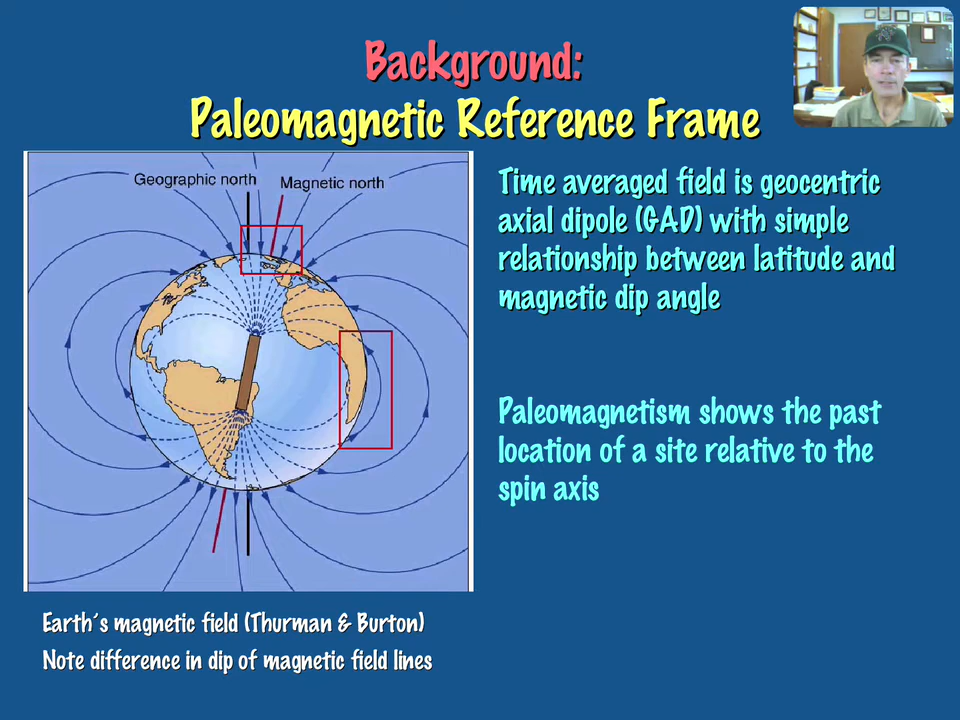 Background:
Paleomagnetic Reference Frame
Geographic north
Magnetic north
Time averaged field is geocentric
axial dipole (GAD) with simple
relationship between latitude and
magnetic dip angle
Paleomagnetism shows the past
location of a site relative to the
spin axis
Earth's magnetic field (Thurman & Burton)
Note difference in dip of magnetic field lines